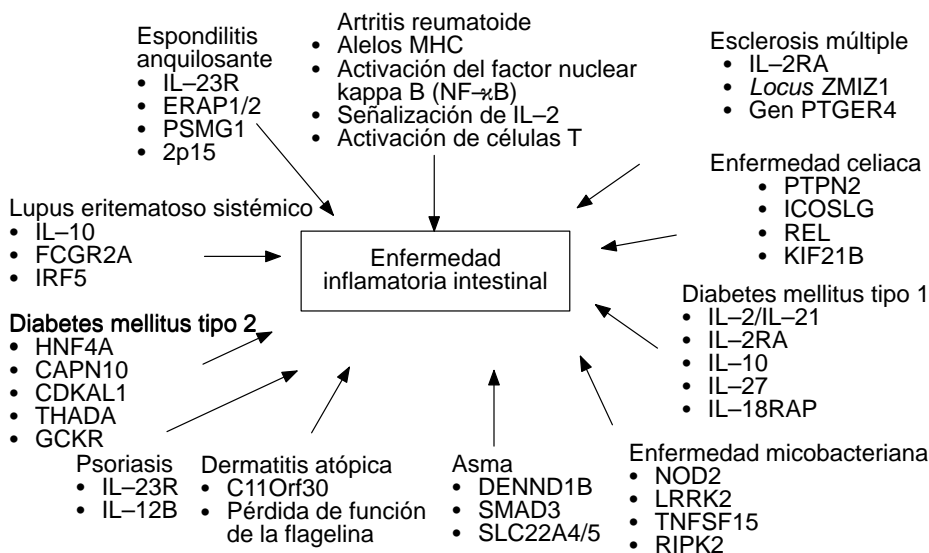 Espondilitis
anquilosante
• IL–23R
• ERAP1/2
• PSMG1
• 2p15
Artritis reumatoide
• Alelos MHC
• Activación del factor nuclear
kappa B (NF-κB)
• Señalización de IL–2
• Activación de células T
Esclerosis múltiple
• IL–2RA
• Locus ZMIZ1
• Gen PTGER4
Enfermedad celiaca
• PTPN2
• ICOSLG
• REL
• KIF21B
Lupus eritematoso sistémico
• IL–10
• FCGR2A
• IRF5
Enfermedad
inflamatoria intestinal
Diabetes mellitus tipo 1
• IL–2/IL–21
• IL–2RA
• IL–10
• IL–27
• IL–18RAP
Diabetes mellitus tipo 2
• HNF4A
• CAPN10
• CDKAL1
• THADA
• GCKR
Psoriasis
• IL–23R
• IL–12B
Dermatitis atópica
• C11Orf30
• Pérdida de función
de la flagelina
Asma
• DENND1B
• SMAD3
• SLC22A4/5
Enfermedad micobacteriana
• NOD2
• LRRK2
• TNFSF15
• RIPK2